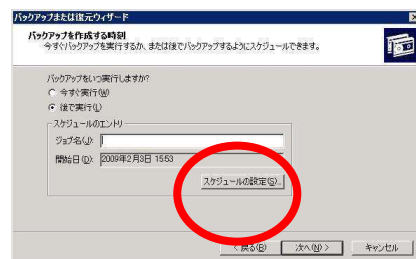 バックアップまたは復元ウィザード
バックアップを作成する時刻
今すぐバックアップを実行するか、または後でバックアップするようにスケジュールできます。
バックアップをいつ実行しますか?
今すぐ実行(W)
後で実行(L)
スケジュールのエントリ
ジョブ名(J):
開始日(D): 2009年2月3日 15:53
スケジュールの設定(S)...
< 戻る(B) 次へ(N) > キャンセル